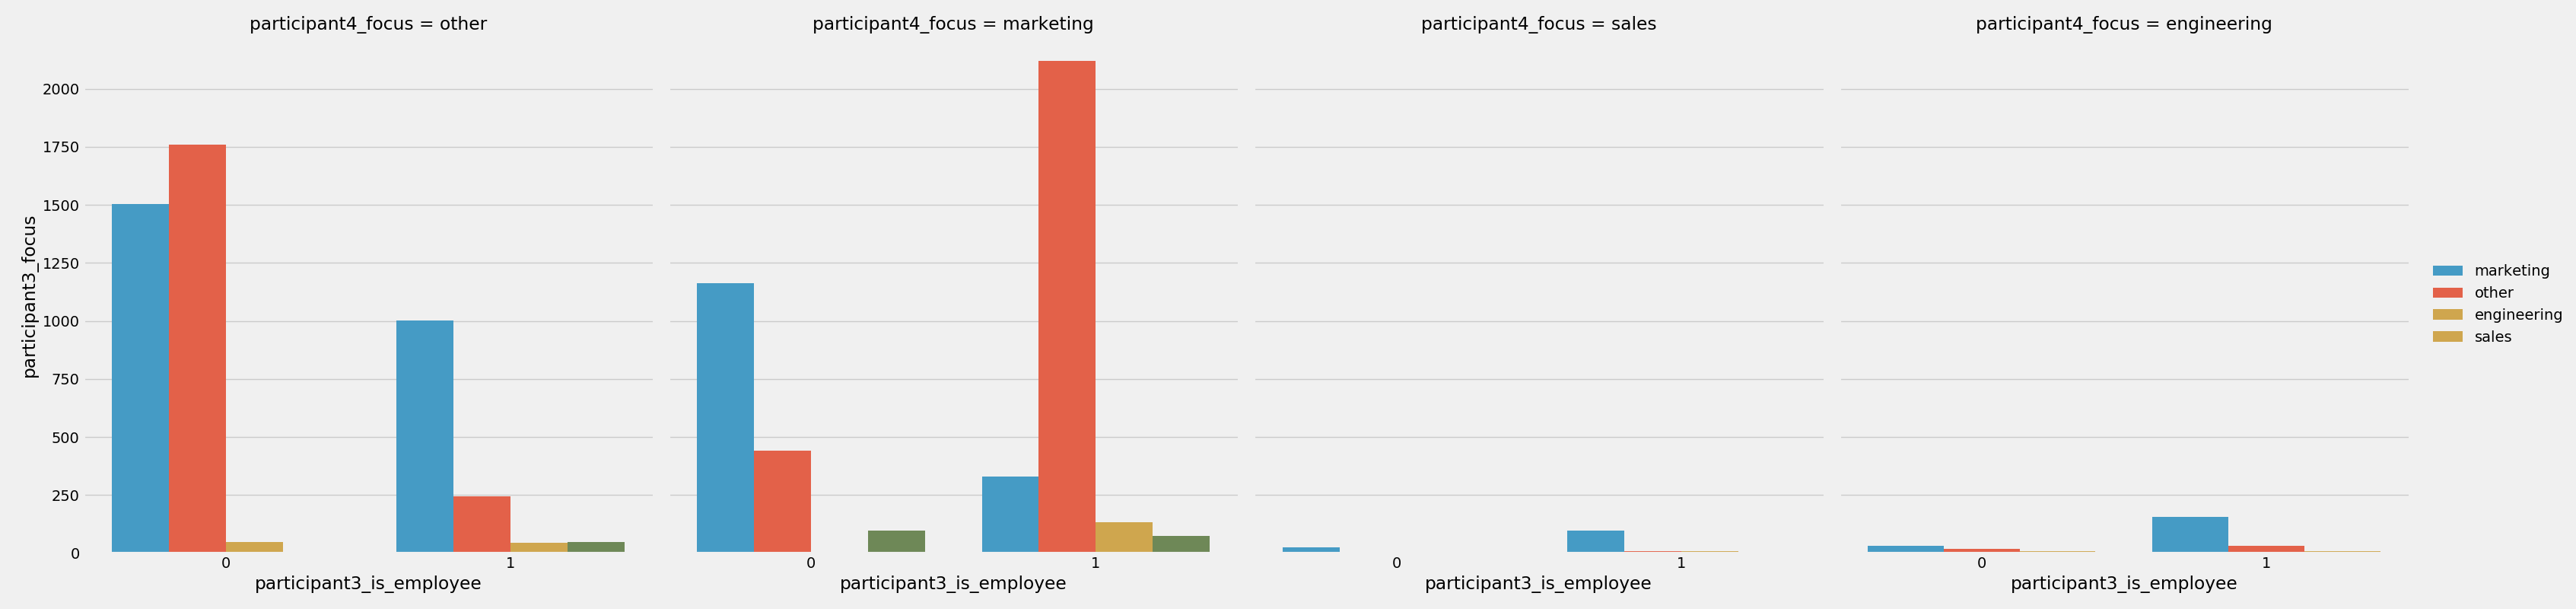 participant4_focus = other
participant4_focus = marketing
participant4_focus = sales
participant4_focus = engineering
participant3_focus
2000
1750
1500
1250
1000
750
500
250
0
marketing
other
engineering
sales
0 1
0 1
0 1
0 1
participant3_is_employee
participant3_is_employee
participant3_is_employee
participant3_is_employee